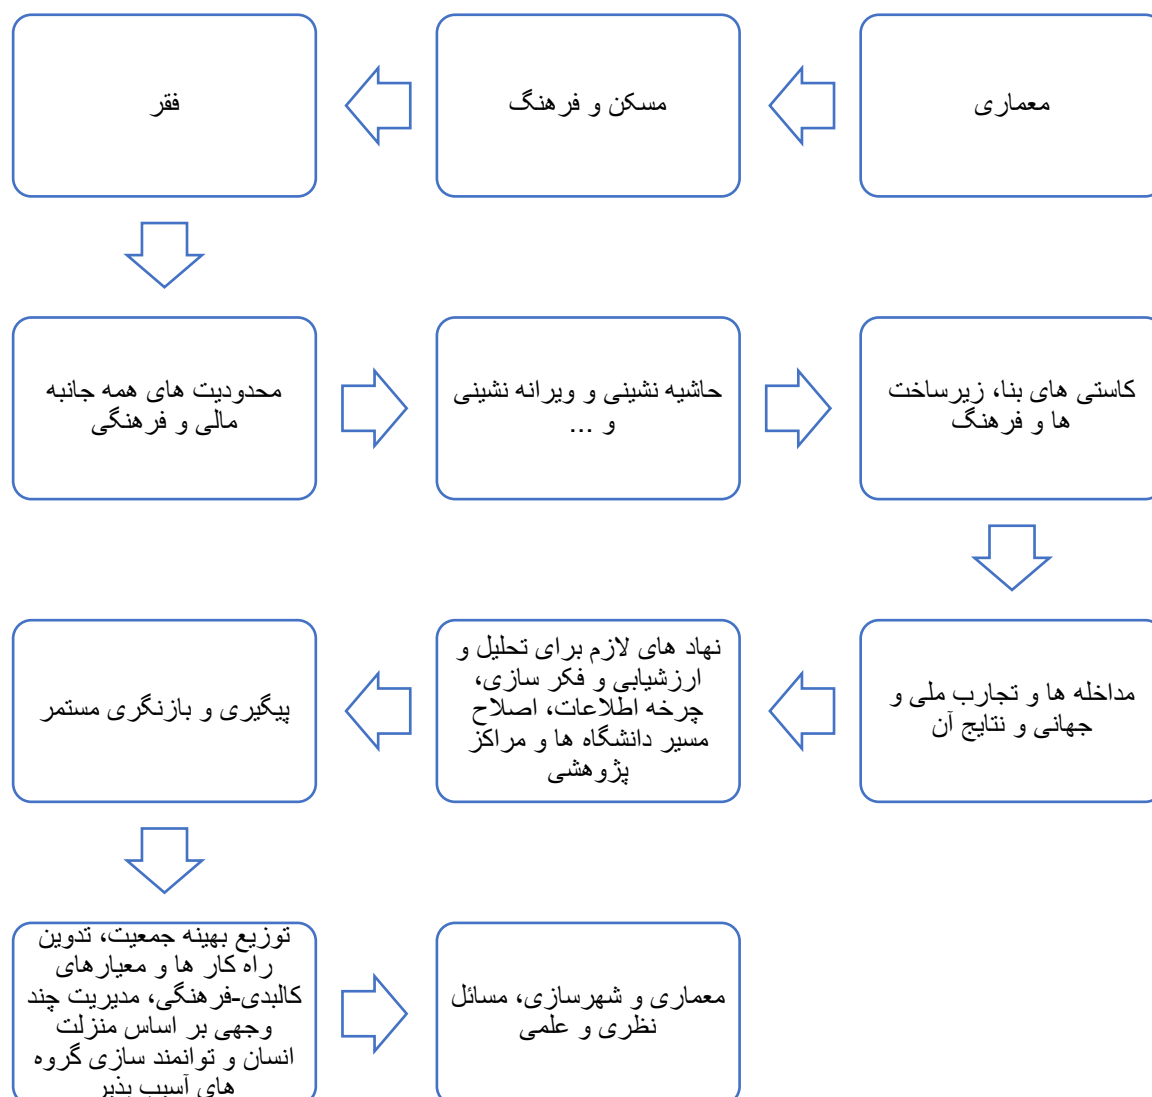 معماری
مسکن و فرهنگ
فقر
محدودیت های همه جانبه
مالی و فرهنگی
حاشیه نشینی و ویرانه نشینی
و ...
کاستی های بنا، زیرساخت
ها و فرهنگ
مداخله ها و تجارب ملی و
جهانی و نتایج آن
نهاد های لازم برای تحلیل و
ارزشیابی و فکر سازی،
چرخه اطلاعات، اصلاح
مسیر دانشگاه ها و مراکز
پژوهشی
پیگیری و بازنگری مستمر
توزیع بهینه جمعیت، تدوین
راه کار ها و معیارهای
کالبدی-فرهنگی، مدیریت چند
وجهی بر اساس منزلت
انسان و توانمند سازی گروه
های آسیب پذیر
معماری و شهرسازی، مسائل
نظری و علمی